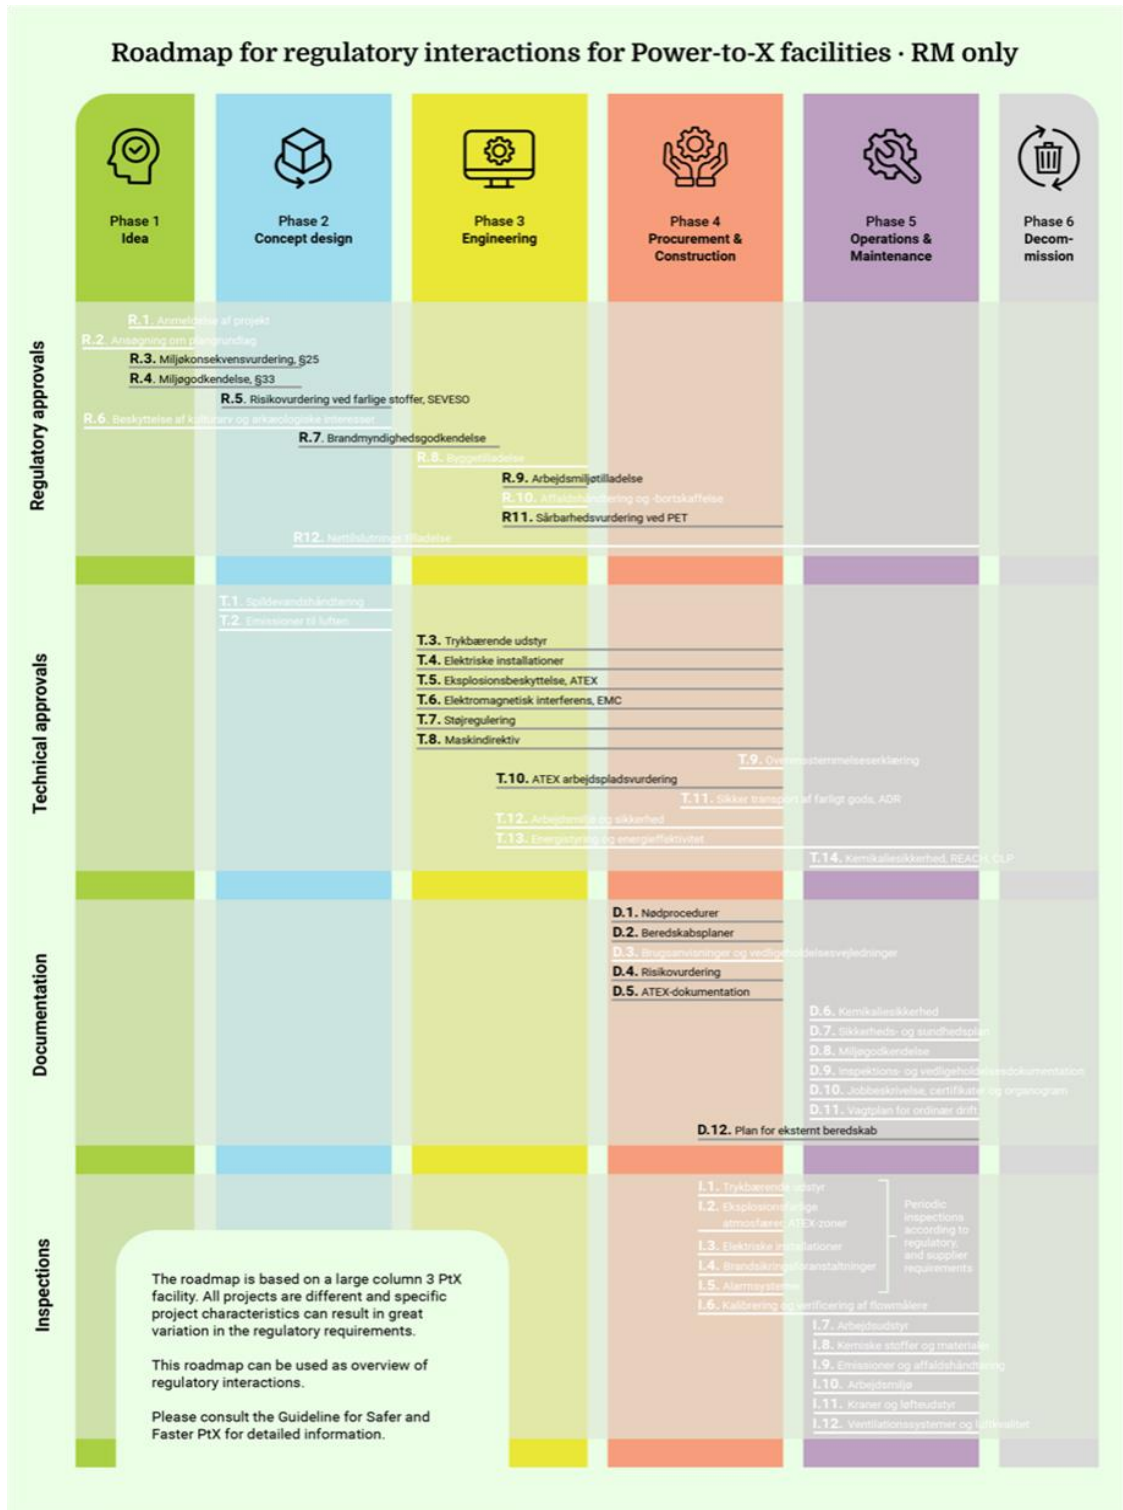 Roadmap for regulatory interactions for Power-to-X facilities · RM only
Phase 1
Idea
Phase 2
Concept design
Phase 3
Engineering
Phase 4
Procurement &
Construction
Phase 5
Operations &
Maintenance
Phase 6
Decom-
mission
Regulatory approvals
R.1. Anmeldelse af projekt
R.2. Ansøgning om plangrundlag
R.3. Miljøkonsekvensvurdering, §25
R.4. Miljøgodkendelse, §33
R.5. Risikovurdering ved farlige stoffer, SEVESO
R.6. Beskyttelse af kulturarv og arkæologiske interesser
R.7. Brandmyndighedsgodkendelse
R.8. Byggetilladelse
R.9. Arbejdsmiljøtilladelse
R.10. Affaldshåndtering og -bortskaffelse
R11. Sårbarhedsvurdering ved PET
R12. Nettilslutnings tilladelse
Technical approvals
T.1. Spildevandshåndtering
T.2. Emissioner til luften
T.3. Trykbærende udstyr
T.4. Elektriske installationer
T.5. Eksplosionsbeskyttelse, ATEX
T.6. Elektromagnetisk interferens, EMC
T.7. Støjregulering
T.8. Maskindirektiv
T.9. Overensstemmelseserklæring
T.10. ATEX arbejdspladsvurdering
T.11. Sikker transport af farligt gods, ADR
T.12. Arbejdsmiljø og sikkerhed
T.13. Energistyring og energieffektivitet
T.14. Kemikaliesikkerhed, REACH, CLP
Documentation
D.1. Nødprocedurer
D.2. Beredskabsplaner
D.3. Brugsanvisninger og vedligeholdelsesvejledninger
D.4. Risikovurdering
D.5. ATEX-dokumentation
D.6. Kemikaliesikkerhed
D.7. Sikkerheds- og sundhedsplan
D.8. Miljøgodkendelse
D.9. Inspektions- og vedligeholdelsesdokumentation
D.10. Jobbeskrivelse, certifikater og organogram
D.11. Vagtplan for ordinær drift
D.12. Plan for eksternt beredskab
Inspections
I.1. Trykbærende udstyr
I.2. Eksplosionsfarlige
atmosfærer, ATEX-zoner
I.3. Elektriske installationer
I.4. Brandsikringsforanstaltninger
I.5. Alarmsystemer
I.6. Kalibrering og verificering af flowmålere
Periodic
inspections
according to
regulatory,
and supplier
requirements
I.7. Arbejdsudstyr
I.8. Kemiske stoffer og materialer
I.9. Emissioner og affaldshåndtering
I.10. Arbejdsmiljø
I.11. Kraner og løfteudstyr
I.12. Ventilationssystemer og luftkvalitet
The roadmap is based on a large column 3 PtX
facility. All projects are different and specific
project characteristics can result in great
variation in the regulatory requirements.
This roadmap can be used as overview of
regulatory interactions.
Please consult the Guideline for Safer and
Faster PtX for detailed information.